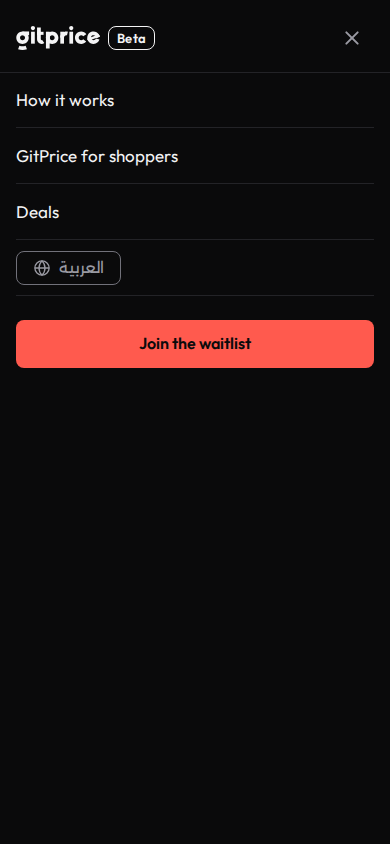 gitprice Beta
How it works
GitPrice for shoppers
Deals
العربية
Join the waitlist